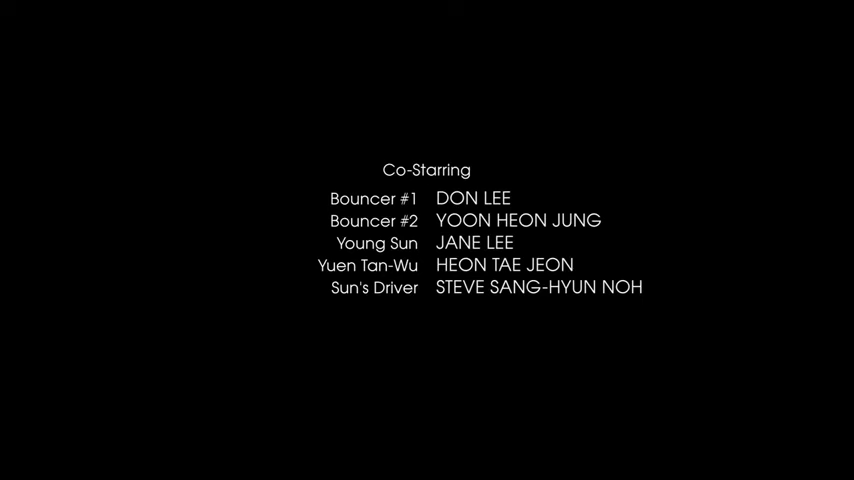 Co-Starring
Bouncer #1 DON LEE
Bouncer #2 YOON HEON JUNG
Young Sun JANE LEE
Yuen Tan-Wu HEON TAE JEON
Sun's Driver STEVE SANG-HYUN NOH